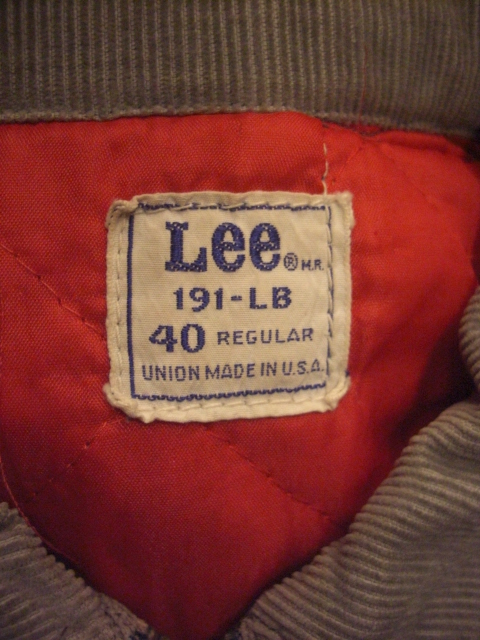 Lee® M.R.
191-LB
40 REGULAR
UNION MADE IN U.S.A.